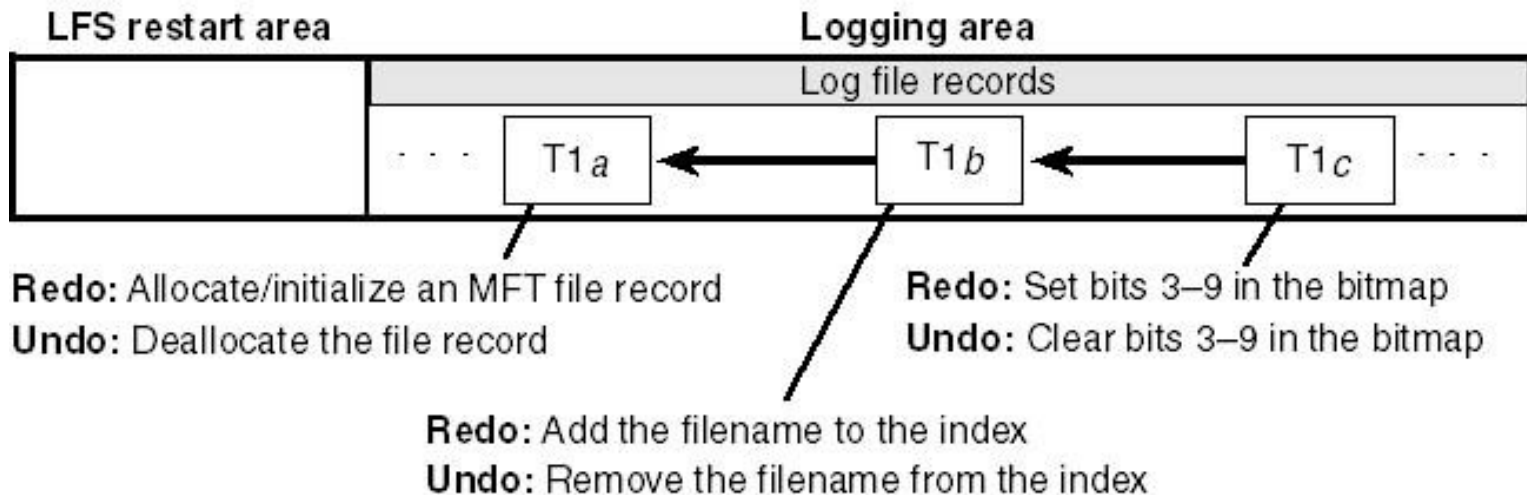 LFS restart area
Logging area
Log file records
. . .
T1a
T1b
T1c
. . .
Redo: Allocate/initialize an MFT file record
Undo: Deallocate the file record
Redo: Set bits 3–9 in the bitmap
Undo: Clear bits 3–9 in the bitmap
Redo: Add the filename to the index
Undo: Remove the filename from the index